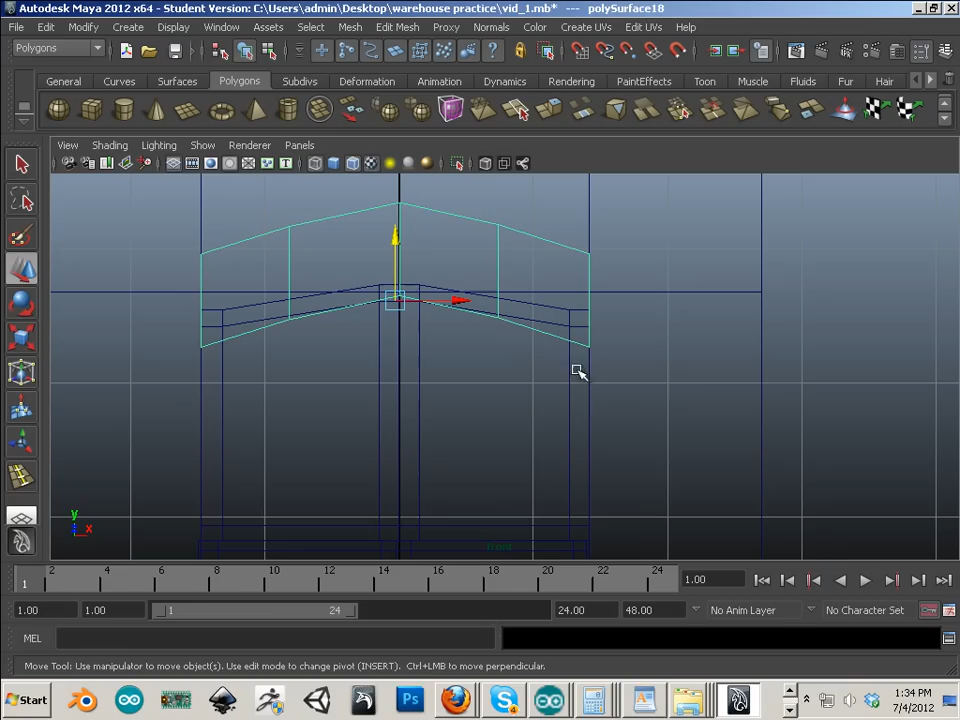 Autodesk Maya 2012 x64 - Student Version: C:\Users\admin\Desktop\warehouse practice\vid_1.mb* --- polySurface18
File Edit Modify Create Display Window Assets Select Mesh Edit Mesh Proxy Normals Color Create UVs Edit UVs Help
Polygons
General Curves Surfaces Polygons Subdivs Deformation Animation Dynamics Rendering PaintEffects Toon Muscle Fluids Fur Hair
View Shading Lighting Show Renderer Panels
y
x
front
1 2 4 6 8 10 12 14 16 18 20 22 24 1.00
1.00 1.00 1 24 24.00 48.00 No Anim Layer No Character Set
MEL
Move Tool: Use manipulator to move object(s). Use edit mode to change pivot (INSERT). Ctrl+LMB to move perpendicular.
Start Ps 1:34 PM
7/4/2012